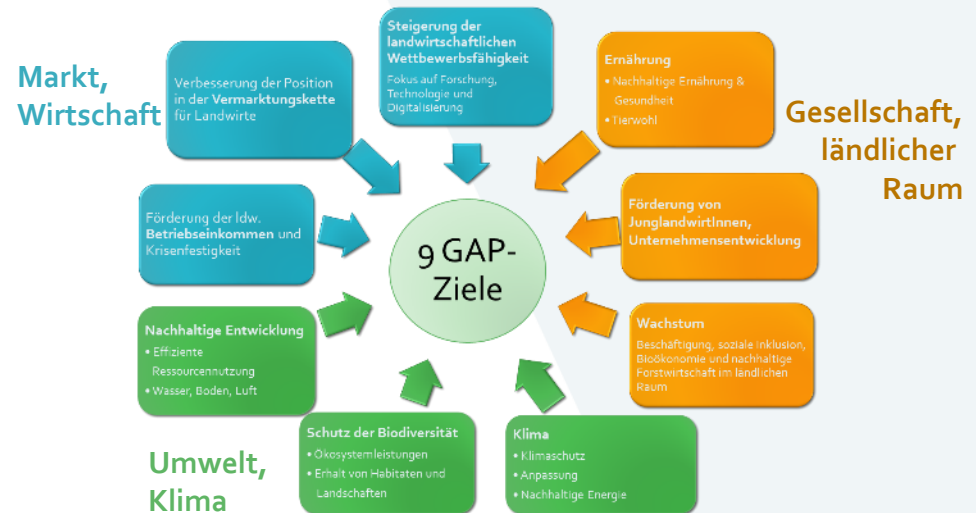 Markt,
Wirtschaft
Verbesserung der Position
in der Vermarktungskette
für Landwirte
Steigerung der
landwirtschaftlichen
Wettbewerbsfähigkeit
Fokus auf Forschung,
Technologie und
Digitalisierung
Ernährung
• Nachhaltige Ernährung &
Gesundheit
• Tierwohl
Gesellschaft,
ländlicher
Raum
Förderung der ldw.
Betriebseinkommen und
Krisenfestigkeit
9 GAP-
Ziele
Förderung von
JunglandwirtInnen,
Unternehmensentwicklung
Nachhaltige Entwicklung
• Effiziente
Ressourcennutzung
• Wasser, Boden, Luft
Wachstum
Beschäftigung, soziale Inklusion,
Bioökonomie und nachhaltige
Forstwirtschaft im ländlichen
Raum
Umwelt,
Klima
Schutz der Biodiversität
• Ökosystemleistungen
• Erhalt von Habitaten und
Landschaften
Klima
• Klimaschutz
• Anpassung
• Nachhaltige Energie